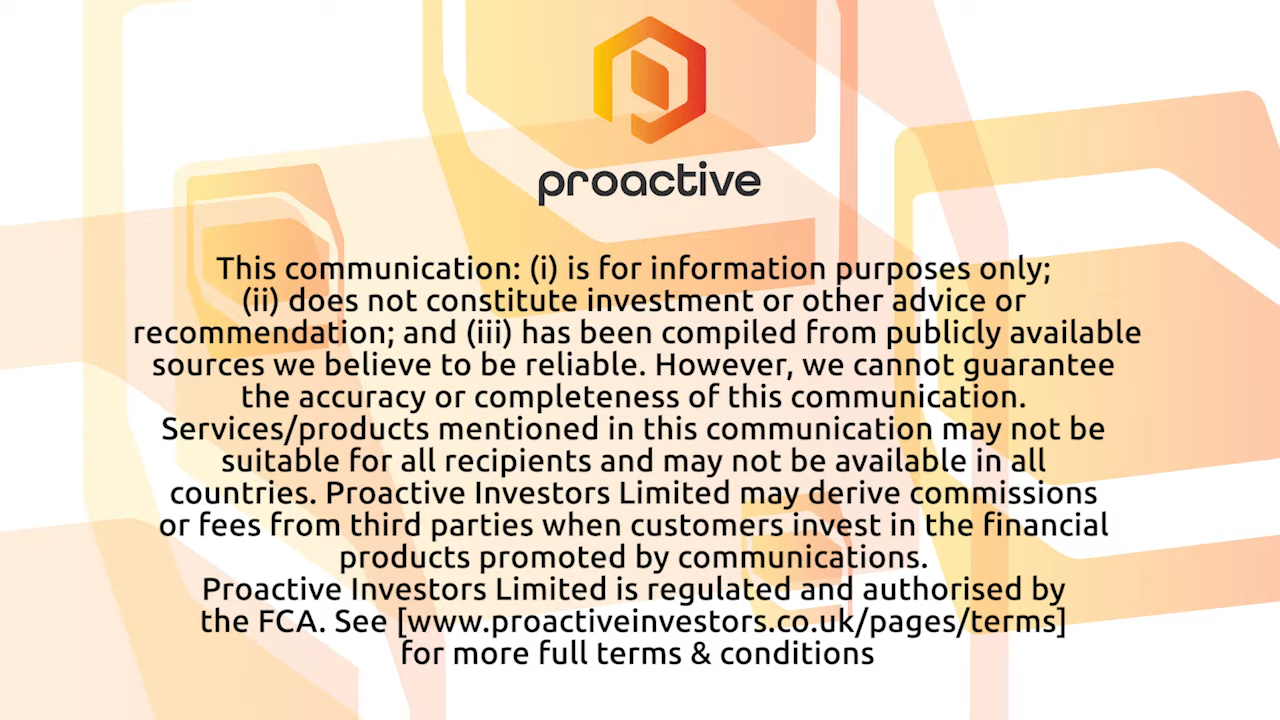 proactive
This communication: (i) is for information purposes only;
(ii) does not constitute investment or other advice or
recommendation; and (iii) has been compiled from publicly available
sources we believe to be reliable. However, we cannot guarantee
the accuracy or completeness of this communication.
Services/products mentioned in this communication may not be
suitable for all recipients and may not be available in all
countries. Proactive Investors Limited may derive commissions
or fees from third parties when customers invest in the financial
products promoted by communications.
Proactive Investors Limited is regulated and authorised by
the FCA. See [www.proactiveinvestors.co.uk/pages/terms]
for more full terms & conditions